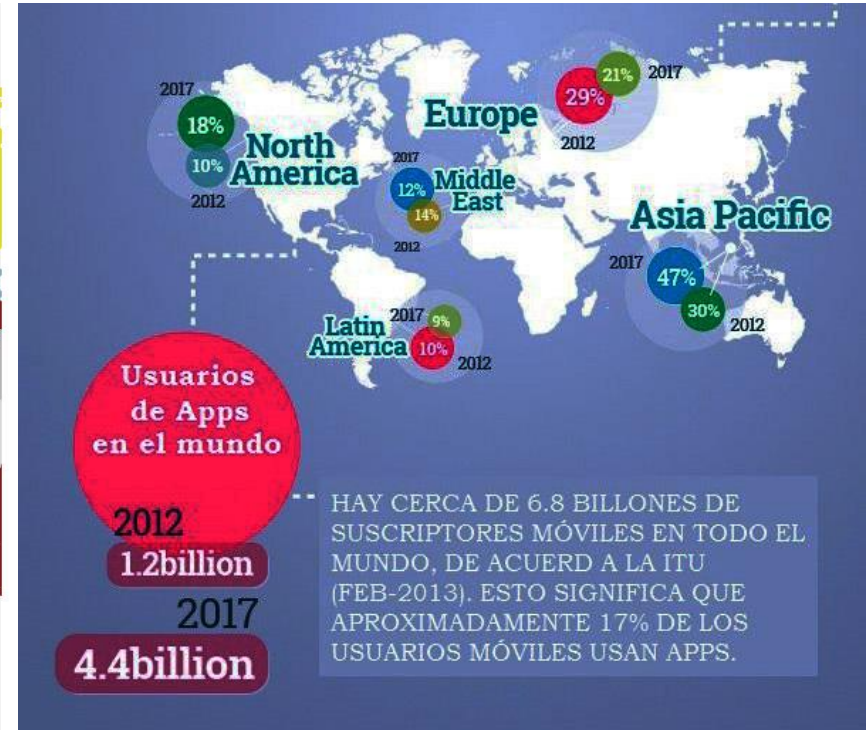 2017
18%
10%
2012
North
America
Europe
29%
21%
2017
2012
2017
12%
14%
2012
Middle
East
Asia Pacific
2017
47%
30%
2012
Latin
America
2017
9%
10%
2012
Usuarios
de Apps
en el mundo
2012
1.2billion
2017
4.4billion
HAY CERCA DE 6.8 BILLONES DE
SUSCRIPTORES MÓVILES EN TODO EL
MUNDO, DE ACUERD A LA ITU
(FEB-2013). ESTO SIGNIFICA QUE
APROXIMADAMENTE 17% DE LOS
USUARIOS MÓVILES USAN APPS.